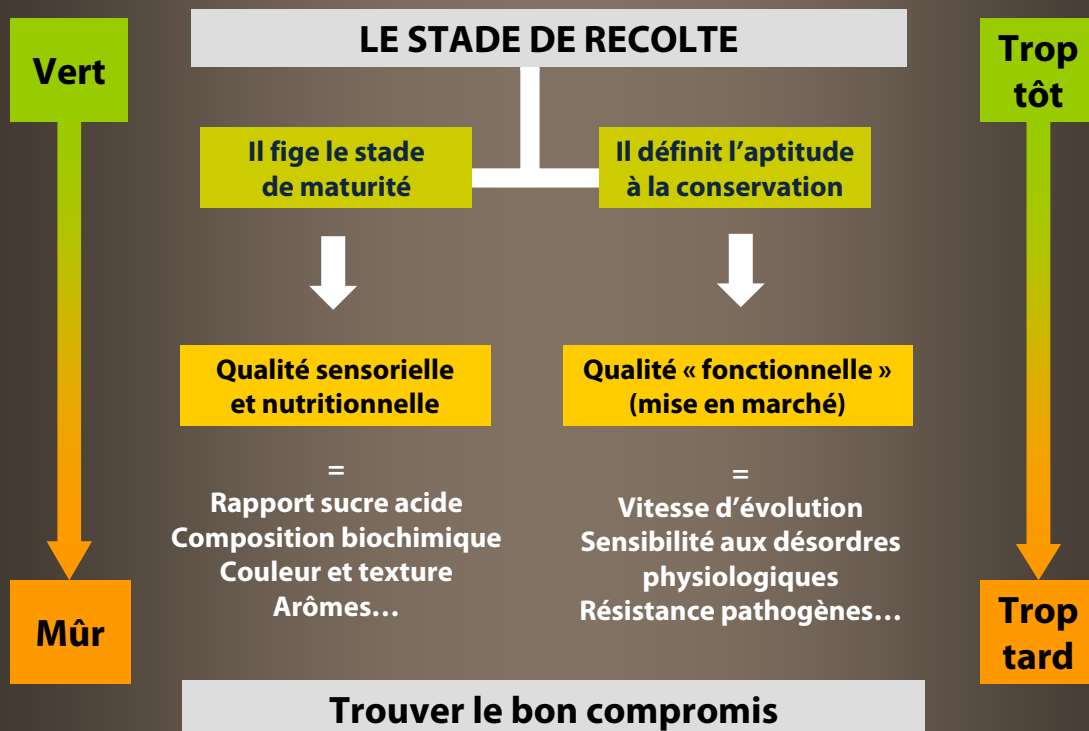 LE STADE DE RECOLTE
Vert
Trop
tôt
Il fige le stade
de maturité
Il définit l’aptitude
à la conservation
Qualité sensorielle
et nutritionnelle
Qualité « fonctionnelle »
(mise en marché)
=
Rapport sucre acide
Composition biochimique
Couleur et texture
Arômes…
=
Vitesse d’évolution
Sensibilité aux désordres
physiologiques
Résistance pathogènes…
Mûr
Trop
tard
Trouver le bon compromis